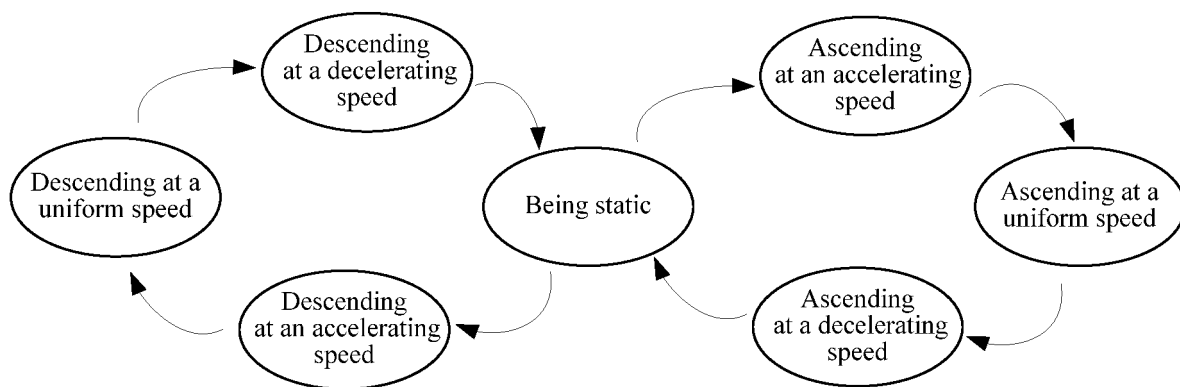 Descending
at a decelerating
speed
Ascending
at an accelerating
speed
Descending at a
uniform speed
Being static
Ascending at a
uniform speed
Descending
at an accelerating
speed
Ascending
at a decelerating
speed